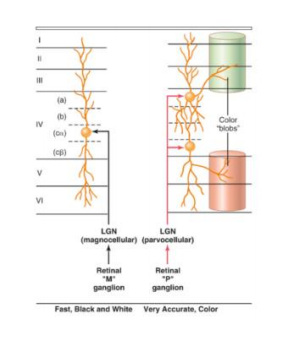 I
II
III
(a)
(b)
IV
(cα)
(cβ)
V
VI
Color
"blobs"
LGN LGN
(magnocellular) (parvocellular)
Retinal Retinal
"M" "P"
ganglion ganglion
Fast, Black and White Very Accurate, Color